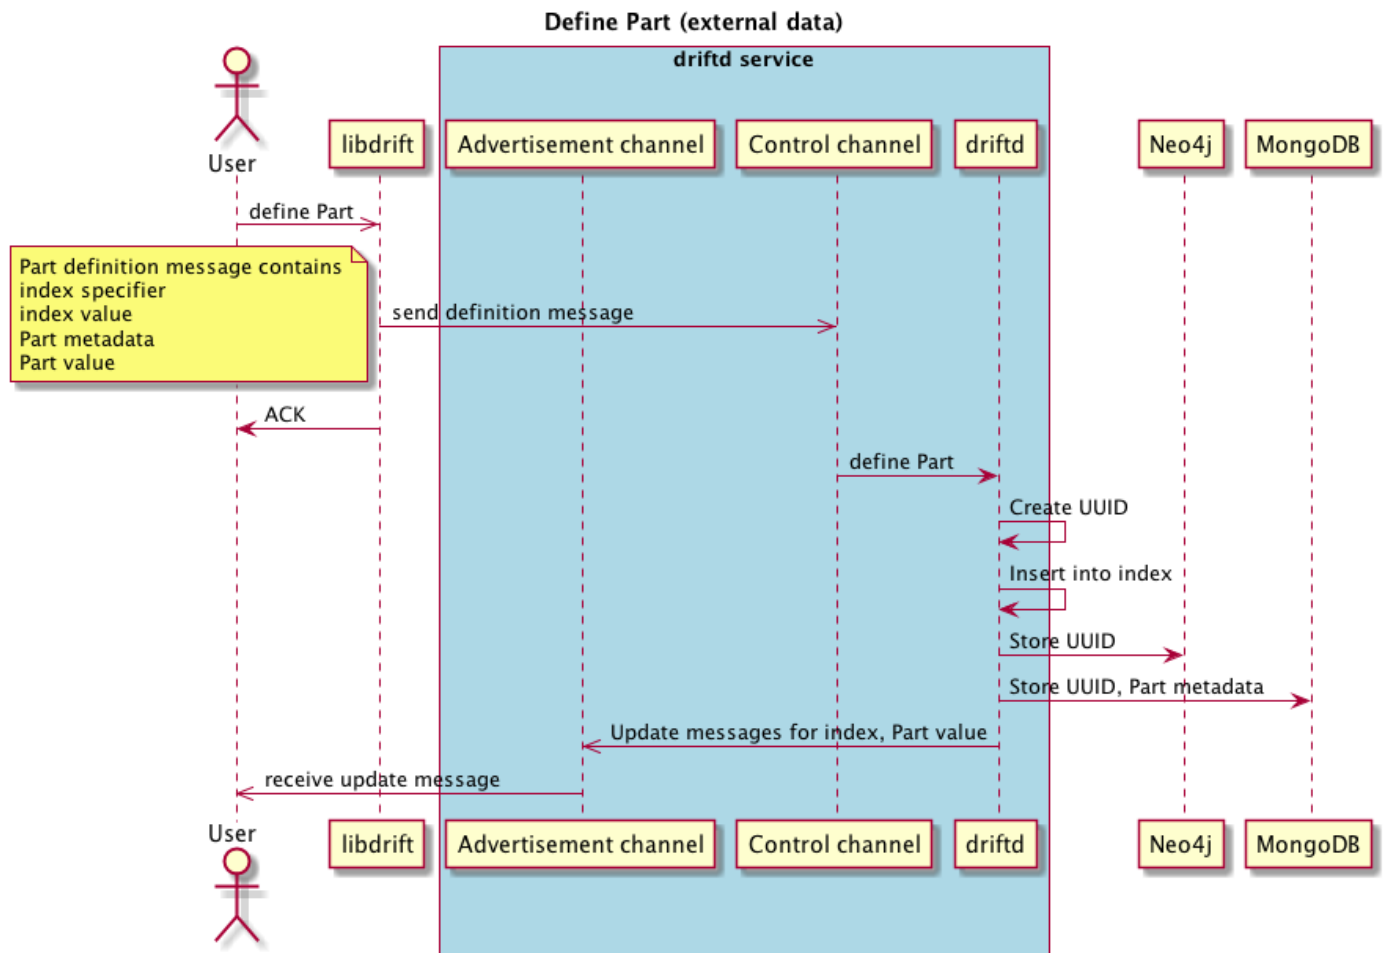 Define Part (external data)
driftd service
User
libdrift
Advertisement channel
Control channel
driftd
Neo4j
MongoDB
define Part
Part definition message contains
index specifier
index value
Part metadata
Part value
send definition message
ACK
define Part
Create UUID
Insert into index
Store UUID
Store UUID, Part metadata
Update messages for index, Part value
receive update message
User
libdrift
Advertisement channel
Control channel
driftd
Neo4j
MongoDB